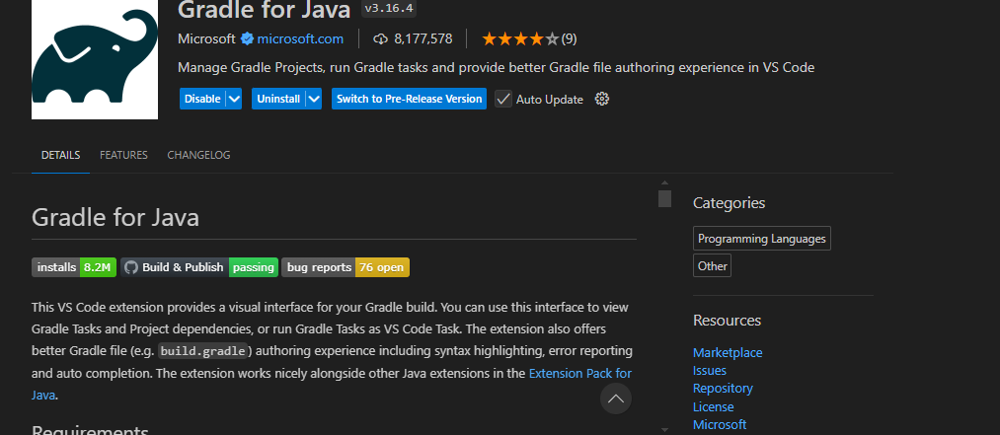 Gradle for Java v3.16.4
Microsoft microsoft.com 8,177,578 (9)
Manage Gradle Projects, run Gradle tasks and provide better Gradle file authoring experience in VS Code
Disable Uninstall Switch to Pre-Release Version Auto Update
DETAILS FEATURES CHANGELOG
Gradle for Java
installs 8.2M Build & Publish passing bug reports 76 open
This VS Code extension provides a visual interface for your Gradle build. You can use this interface to view
Gradle Tasks and Project dependencies, or run Gradle Tasks as VS Code Task. The extension also offers
better Gradle file (e.g. build.gradle) authoring experience including syntax highlighting, error reporting
and auto completion. The extension works nicely alongside other Java extensions in the Extension Pack for
Java.
Requirements
Categories
Programming Languages
Other
Resources
Marketplace
Issues
Repository
License
Microsoft